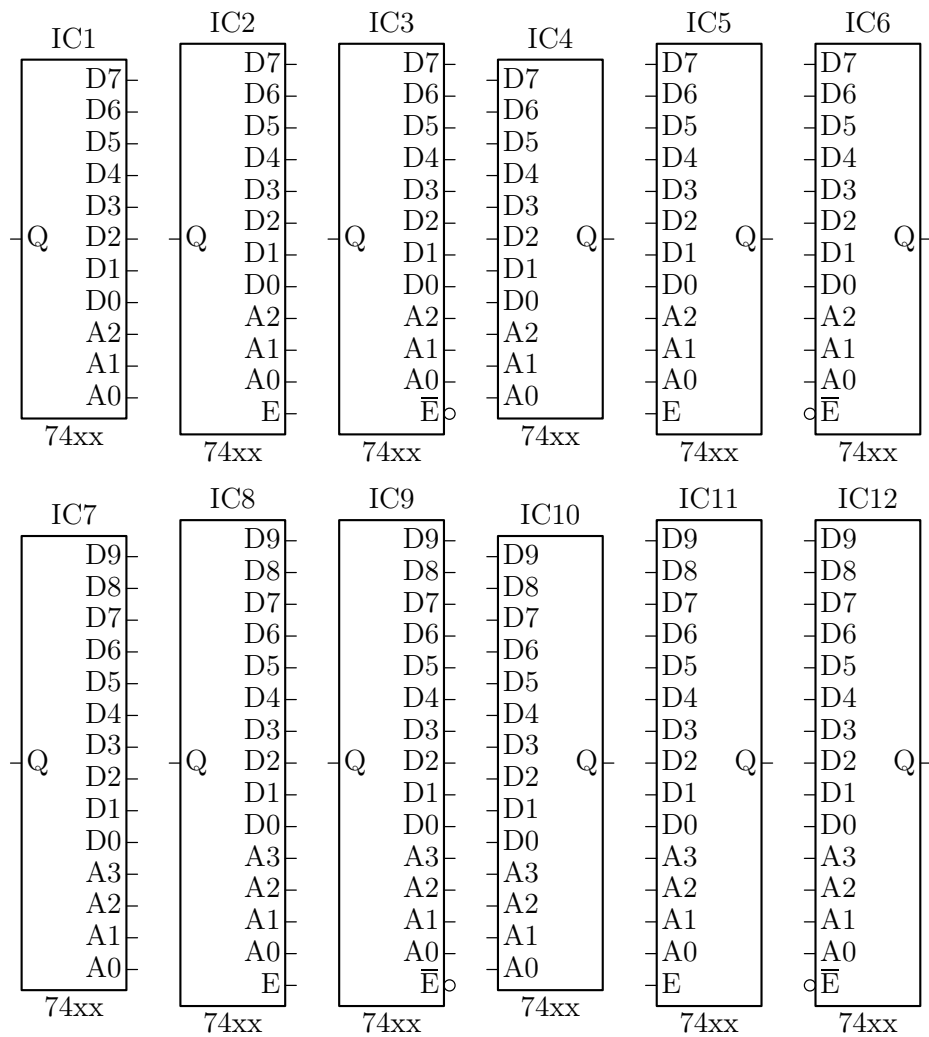 IC1 IC2 IC3 IC4 IC5 IC6
D7 D7 D7 D7 D7 D7
D6 D6 D6 D6 D6 D6
D5 D5 D5 D5 D5 D5
D4 D4 D4 D4 D4 D4
D3 D3 D3 D3 D3 D3
Q D2 Q D2 Q D2 D2 Q D2 Q D2 Q
D1 D1 D1 D1 D1 D1
D0 D0 D0 D0 D0 D0
A2 A2 A2 A2 A2 A2
A1 A1 A1 A1 A1 A1
A0 A0 A0 A0 A0 A0
E E̅ E E̅
74xx 74xx 74xx 74xx 74xx 74xx
IC7 IC8 IC9 IC10 IC11 IC12
D9 D9 D9 D9 D9 D9
D8 D8 D8 D8 D8 D8
D7 D7 D7 D7 D7 D7
D6 D6 D6 D6 D6 D6
D5 D5 D5 D5 D5 D5
D4 D4 D4 D4 D4 D4
D3 D3 D3 D3 D3 D3
Q D2 Q D2 Q D2 D2 Q D2 Q D2 Q
D1 D1 D1 D1 D1 D1
D0 D0 D0 D0 D0 D0
A3 A3 A3 A3 A3 A3
A2 A2 A2 A2 A2 A2
A1 A1 A1 A1 A1 A1
A0 A0 A0 A0 A0 A0
E E̅ E E̅
74xx 74xx 74xx 74xx 74xx 74xx